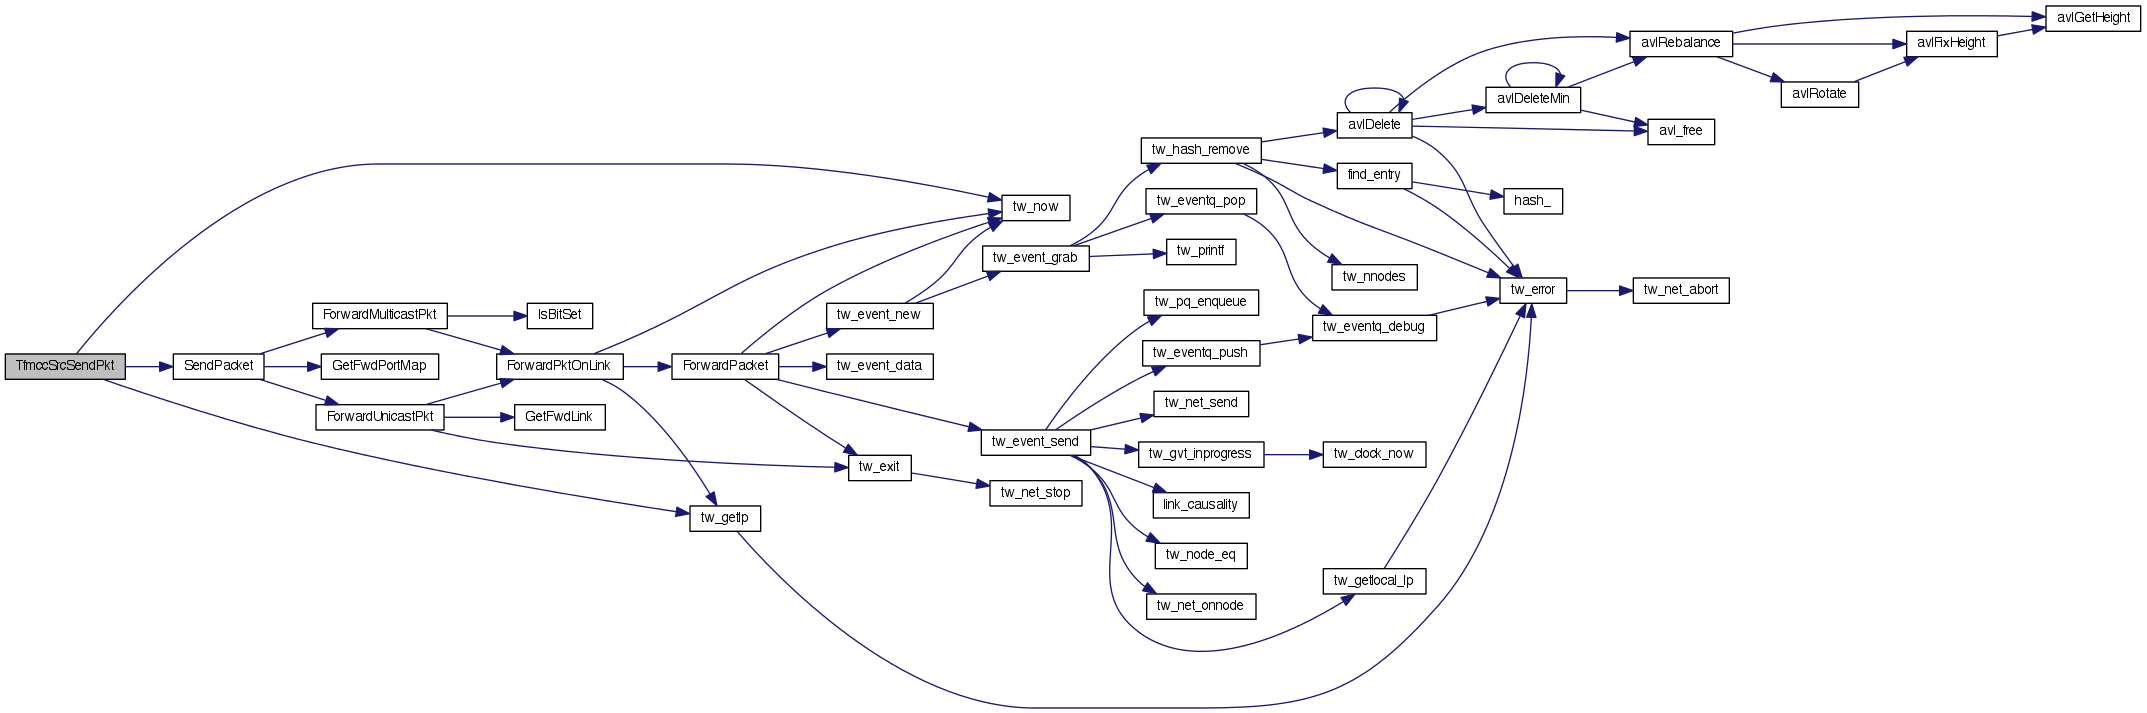 avlGetHeight
avlRebalance
avlFixHeight
avlDeleteMin
avlRotate
avlDelete
avl_free
tw_hash_remove
find_entry
hash_
tw_now
tw_eventq_pop
tw_event_grab
tw_printf
tw_nnodes
tw_error
tw_net_abort
tw_pq_enqueue
ForwardMulticastPkt
IsBitSet
tw_event_new
tw_eventq_debug
tw_eventq_push
TfmccSrcSendPkt
SendPacket
GetFwdPortMap
ForwardPktOnLink
ForwardPacket
tw_event_data
tw_net_send
ForwardUnicastPkt
GetFwdLink
tw_event_send
tw_gvt_inprogress
tw_clock_now
tw_exit
tw_net_stop
link_causality
tw_getlp
tw_node_eq
tw_getlocal_lp
tw_net_onnode